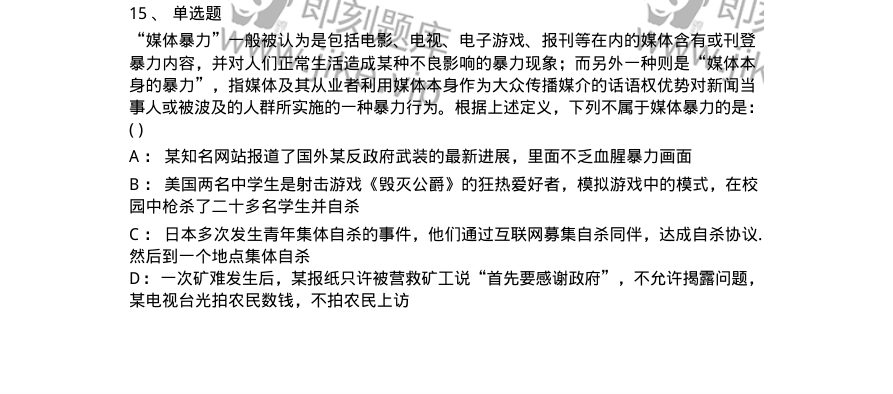 15 、 单选题
“媒体暴力”一般被认为是包括电影、电视、电子游戏、报刊等在内的媒体含有或刊登
暴力内容，并对人们正常生活造成某种不良影响的暴力现象；而另外一种则是“媒体本
身的暴力”，指媒体及其从业者利用媒体本身作为大众传播媒介的话语权优势对新闻当
事人或被波及的人群所实施的一种暴力行为。根据上述定义，下列不属于媒体暴力的是：
( )
A ： 某知名网站报道了国外某反政府武装的最新进展，里面不乏血腥暴力画面
B ： 美国两名中学生是射击游戏《毁灭公爵》的狂热爱好者，模拟游戏中的模式，在校
园中枪杀了二十多名学生并自杀
C ： 日本多次发生青年集体自杀的事件，他们通过互联网募集自杀同伴，达成自杀协议.
然后到一个地点集体自杀
D ：一次矿难发生后，某报纸只许被营救矿工说“首先要感谢政府”，不允许揭露问题，
某电视台光拍农民数钱，不拍农民上访
即刻题库